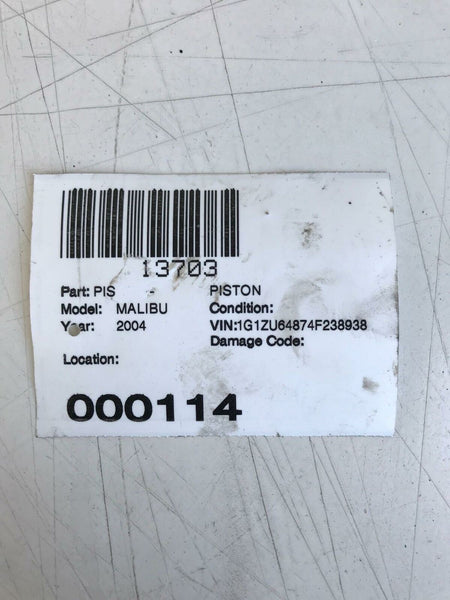 13703
Part: PIS PISTON
Model: MALIBU Condition:
Year: 2004 VIN:1G1ZU64874F238938
Damage Code:
Location:
000114